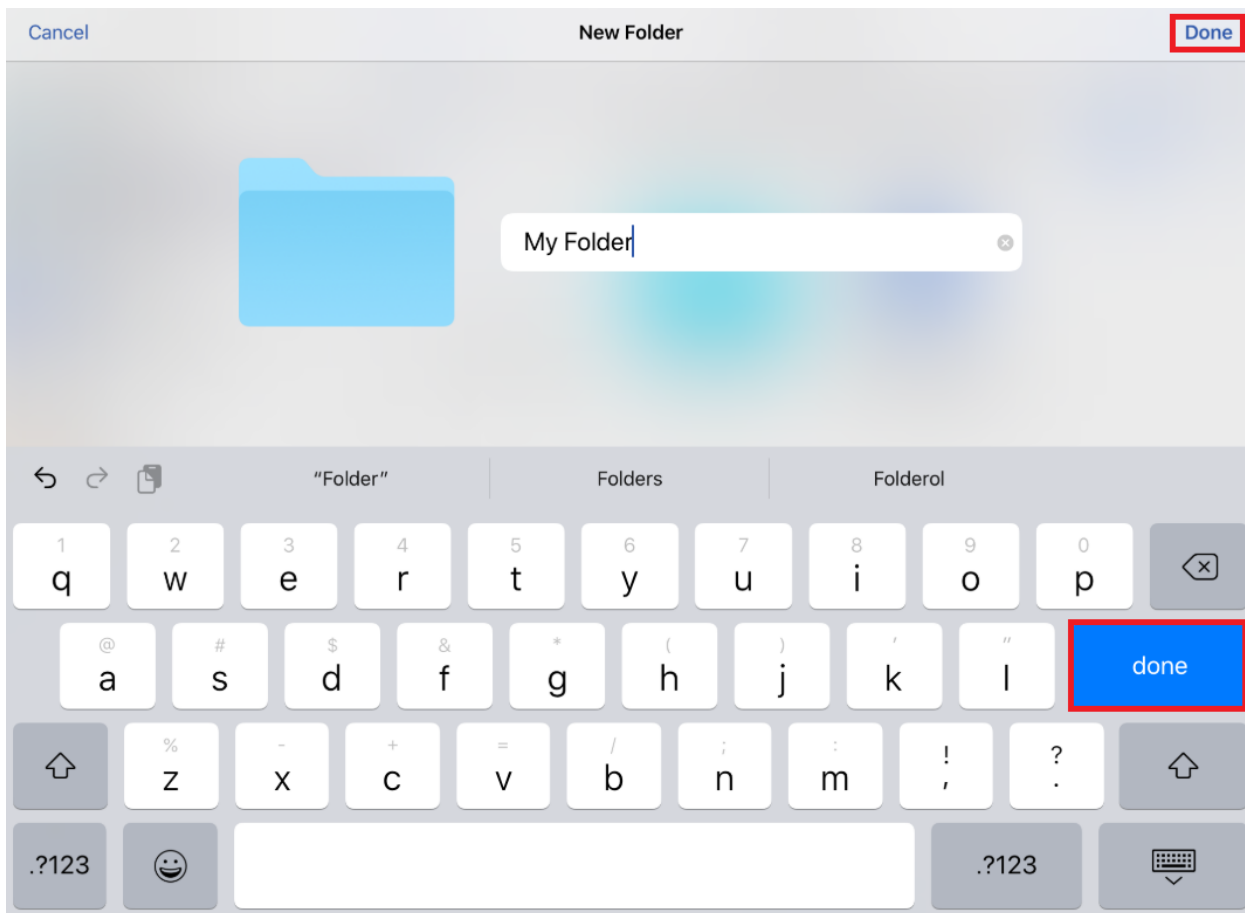 Cancel New Folder Done
My Folder
“Folder” Folders Folderol
1 2 3 4 5 6 7 8 9 0
q w e r t y u i o p
@ # $ & * ( ) ' "
a s d f g h j k l done
% - + = / ; : ! ?
z x c v b n m , .
.?123 .?123